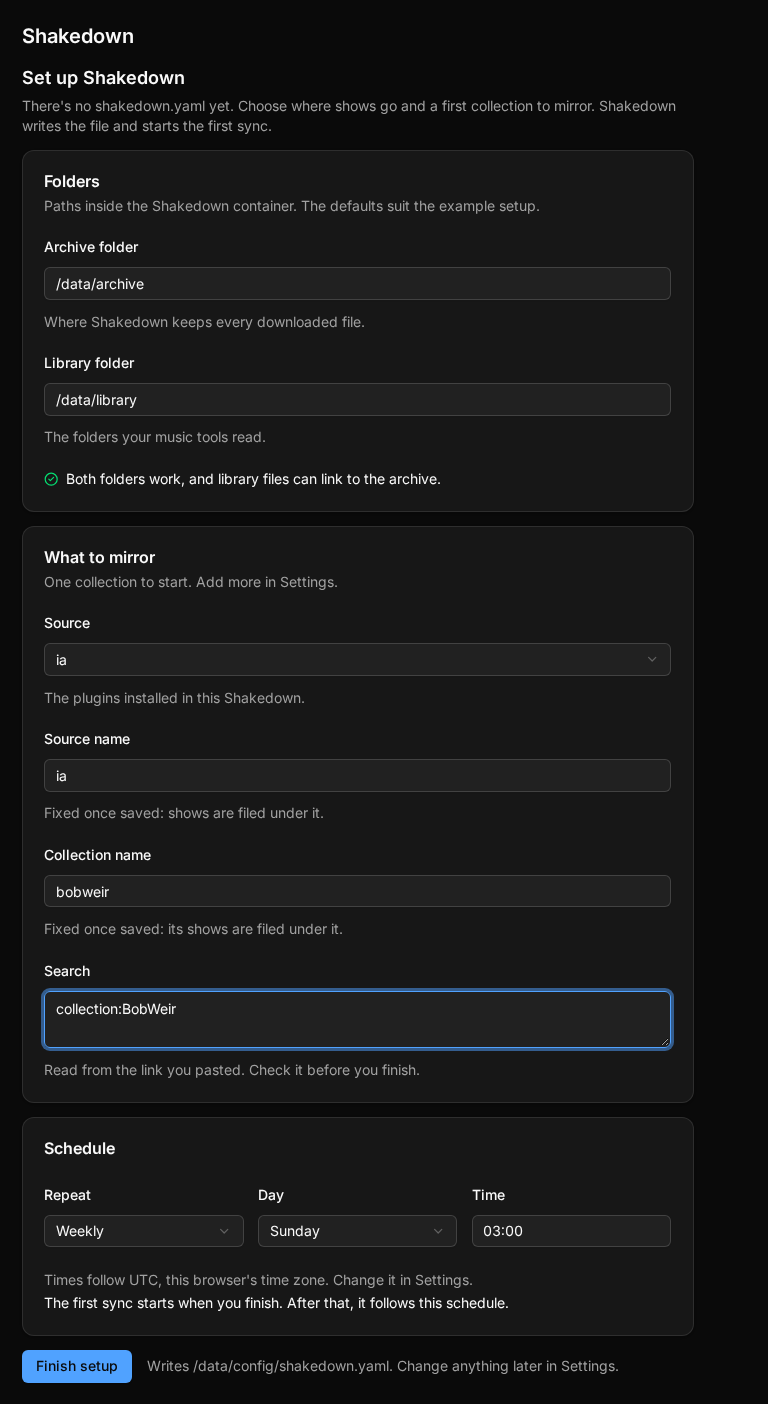 Shakedown
Set up Shakedown
There's no shakedown.yaml yet. Choose where shows go and a first collection to mirror. Shakedown
writes the file and starts the first sync.
Folders
Paths inside the Shakedown container. The defaults suit the example setup.
Archive folder
/data/archive
Where Shakedown keeps every downloaded file.
Library folder
/data/library
The folders your music tools read.
Both folders work, and library files can link to the archive.
What to mirror
One collection to start. Add more in Settings.
Source
ia
The plugins installed in this Shakedown.
Source name
ia
Fixed once saved: shows are filed under it.
Collection name
bobweir
Fixed once saved: its shows are filed under it.
Search
collection:BobWeir
Read from the link you pasted. Check it before you finish.
Schedule
Repeat Day Time
Weekly Sunday 03:00
Times follow UTC, this browser's time zone. Change it in Settings.
The first sync starts when you finish. After that, it follows this schedule.
Finish setup Writes /data/config/shakedown.yaml. Change anything later in Settings.